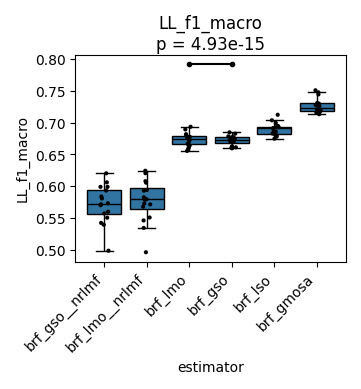 LL_f1_macro
p = 4.93e-15
LL_f1_macro
0.80
0.75
0.70
0.65
0.60
0.55
0.50
brf_gso__nrlmf
brf_lmo__nrlmf
brf_lmo
brf_gso
brf_lso
brf_gmosa
estimator